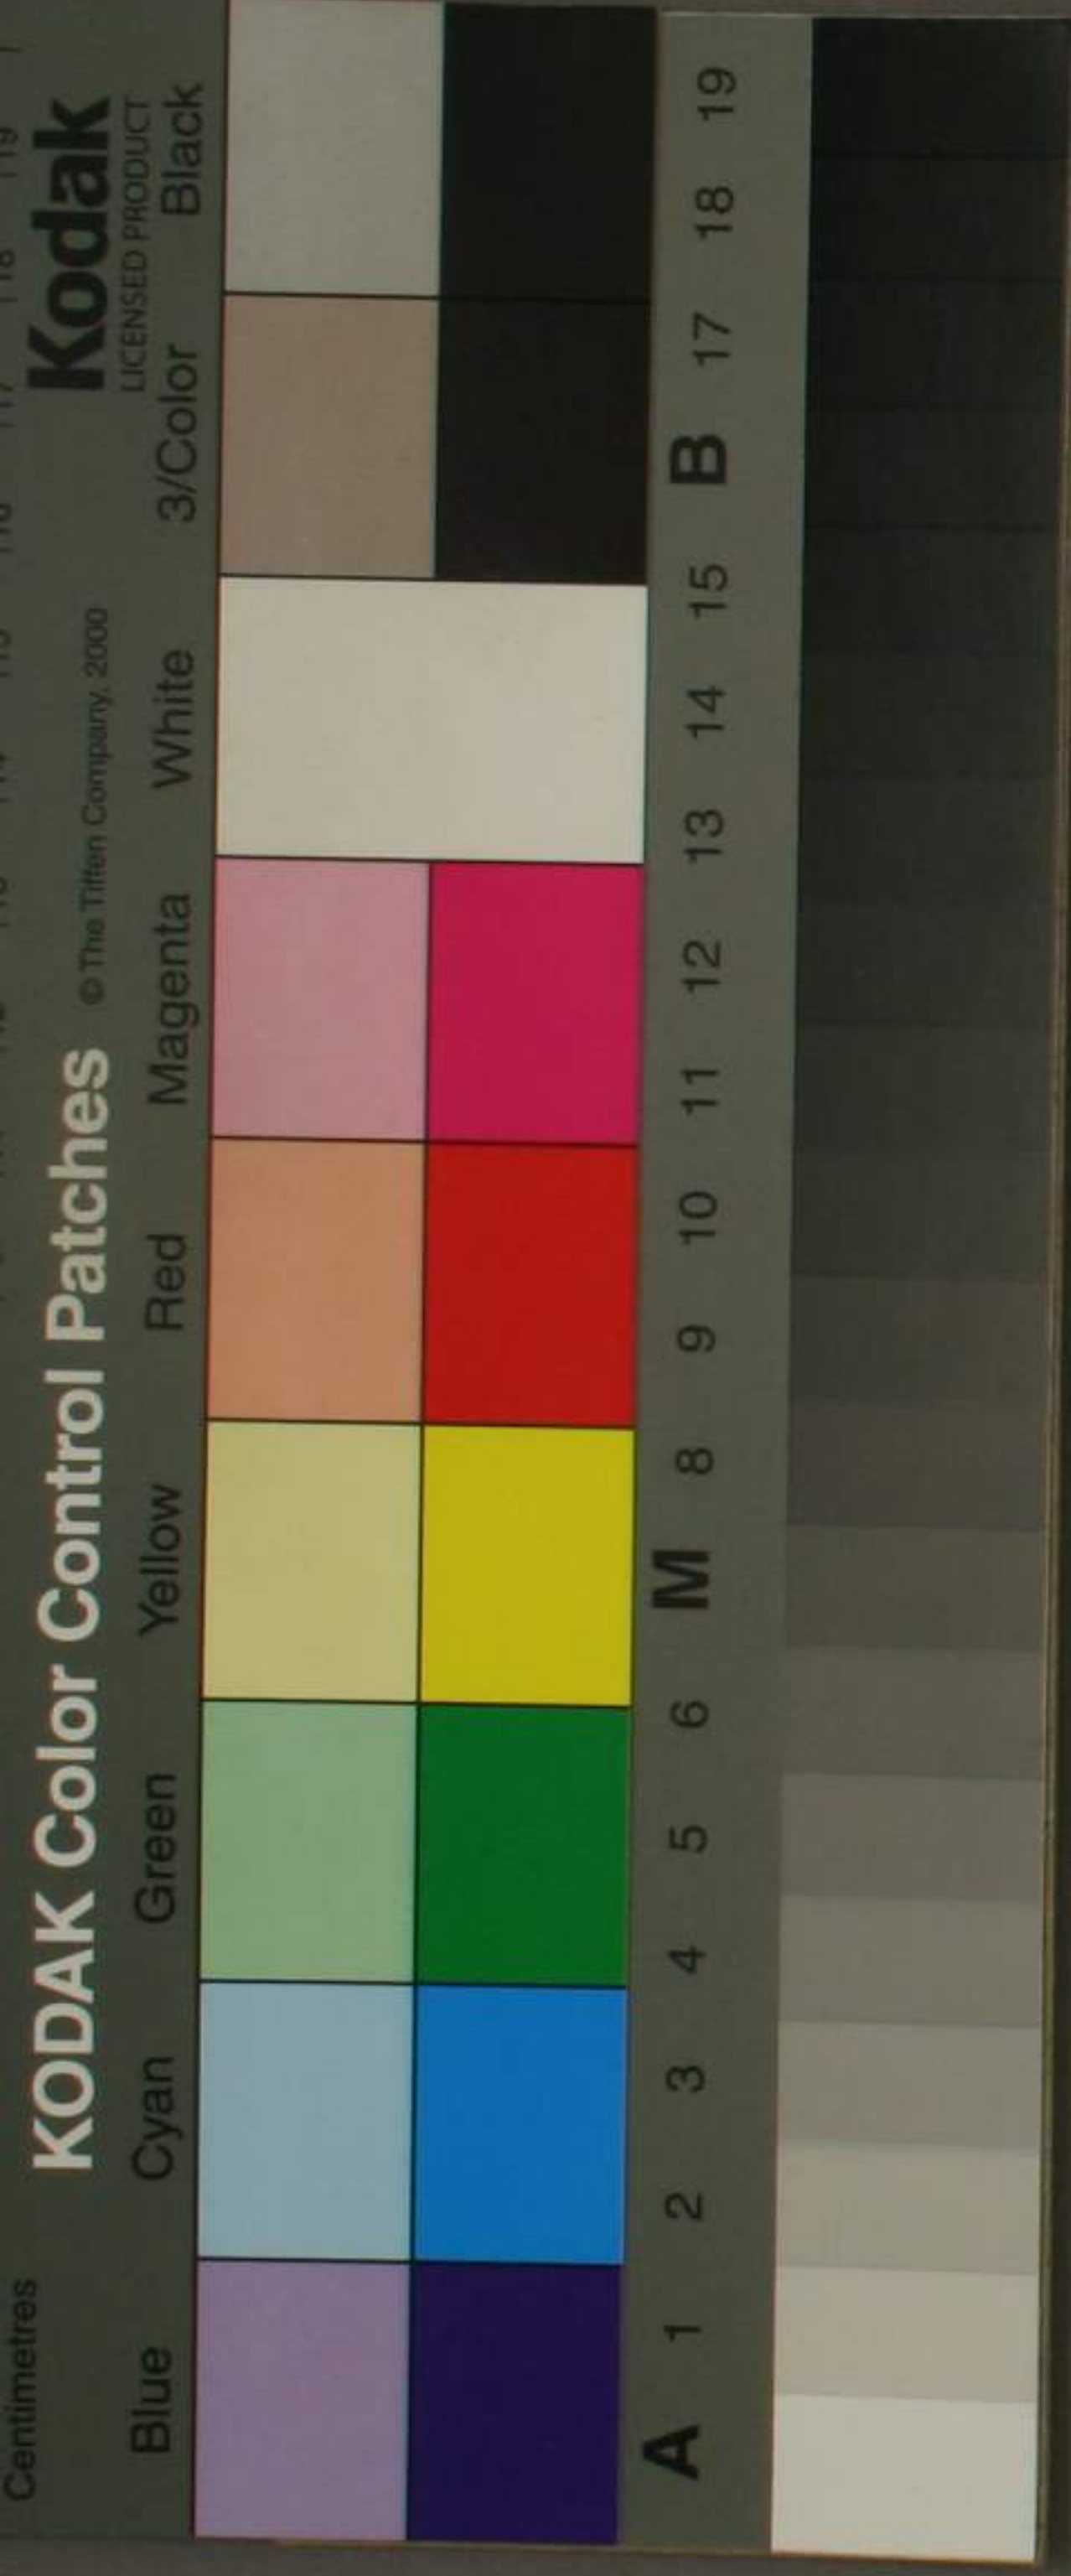 Centimetres
KODAK Color Control Patches © The Tiffen Company, 2000 Kodak
LICENSED PRODUCT
Blue Cyan Green Yellow Red Magenta White 3/Color Black
A 1 2 3 4 5 6 M 8 9 10 11 12 13 14 15 B 17 18 19